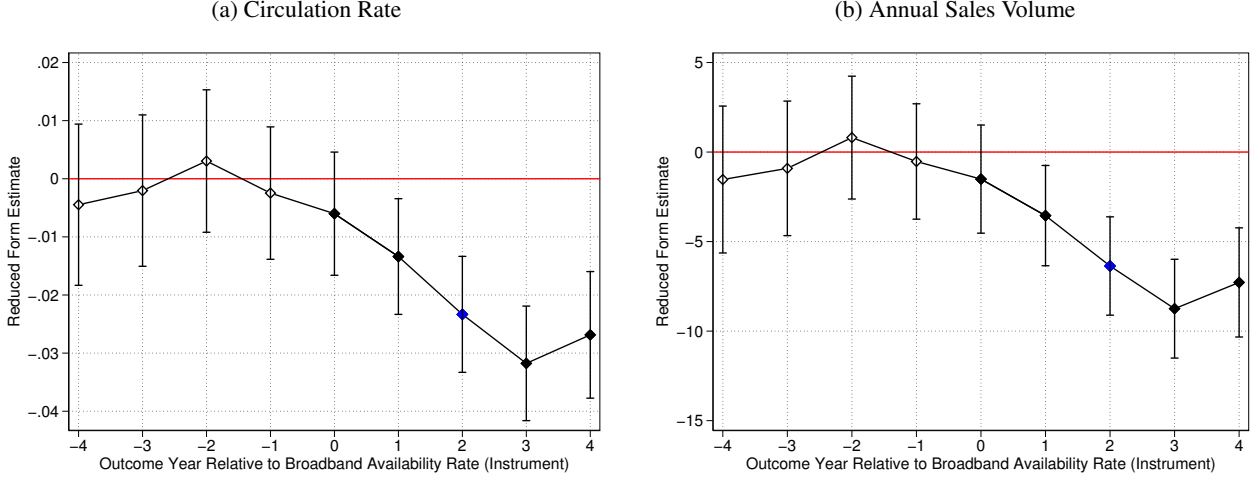 (a) Circulation Rate
.02
.01
0
−.01
−.02
−.03
−.04
Reduced Form Estimate
−4 −3 −2 −1 0 1 2 3 4
Outcome Year Relative to Broadband Availability Rate (Instrument)
(b) Annual Sales Volume
5
0
−5
−10
−15
Reduced Form Estimate
−4 −3 −2 −1 0 1 2 3 4
Outcome Year Relative to Broadband Availability Rate (Instrument)